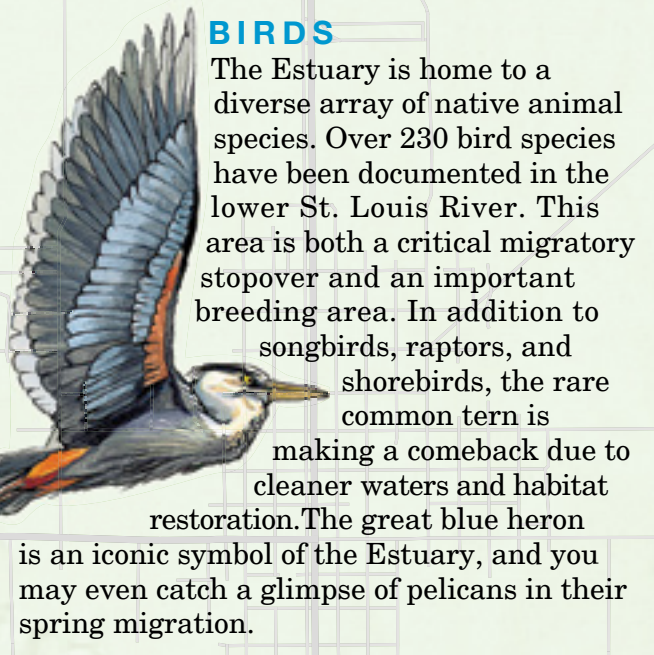 BIRDS
The Estuary is home to a
diverse array of native animal
species. Over 230 bird species
have been documented in the
lower St. Louis River. This
area is both a critical migratory
stopover and an important
breeding area. In addition to
songbirds, raptors, and
shorebirds, the rare
common tern is
making a comeback due to
cleaner waters and habitat
restoration.The great blue heron
is an iconic symbol of the Estuary, and you
may even catch a glimpse of pelicans in their
spring migration.